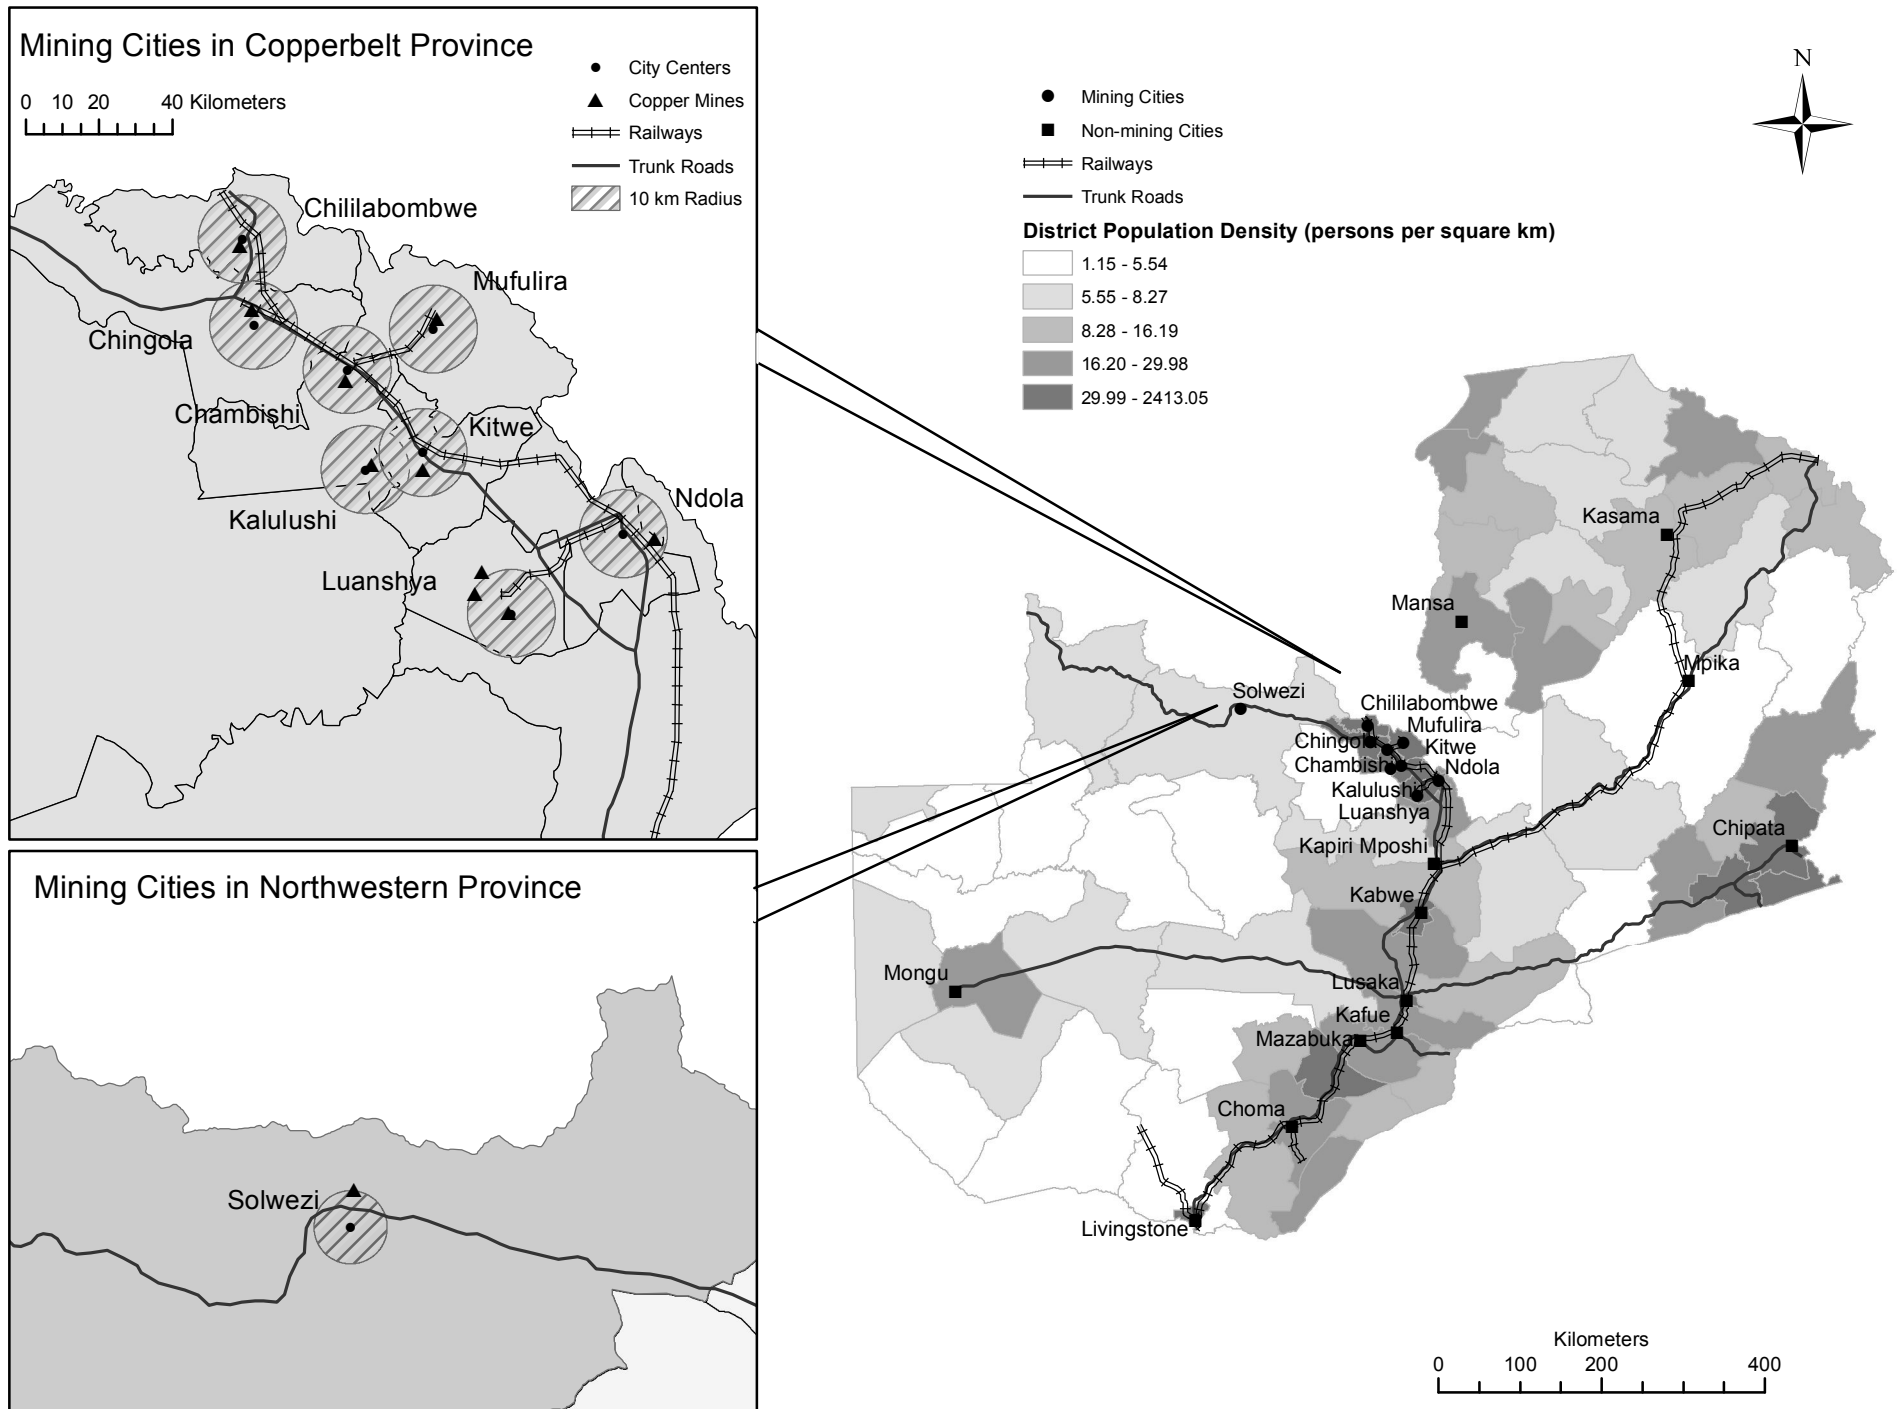 Mining Cities in Copperbelt Province
0 10 20 40 Kilometers
City Centers
Copper Mines
Railways
Trunk Roads
10 km Radius
Chililabombwe
Mufulira
Chingola
Chambishi
Kitwe
Ndola
Kalulushi
Luanshya
Mining Cities in Northwestern Province
Solwezi
N
Mining Cities
Non-mining Cities
Railways
Trunk Roads
District Population Density (persons per square km)
1.15 - 5.54
5.55 - 8.27
8.28 - 16.19
16.20 - 29.98
29.99 - 2413.05
Kasama
Mansa
Mpika
Solwezi
Chililabombwe
Mufulira
Chingola
Kitwe
Chambishi
Ndola
Kalulushi
Luanshya
Chipata
Kapiri Mposhi
Kabwe
Mongu
Lusaka
Kafue
Mazabuka
Choma
Livingstone
Kilometers
0 100 200 400